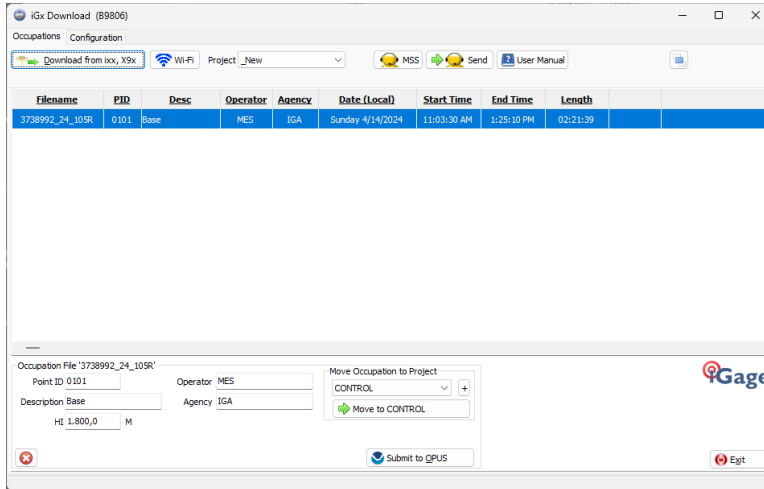 iGx Download (B9806)
Occupations Configuration
Download from ixx, X9x Wi-Fi Project _New MSS Send User Manual
Filename PID Desc Operator Agency Date (Local) Start Time End Time Length
3738992_24_105R 0101 Base MES IGA Sunday 4/14/2024 11:03:30 AM 1:25:10 PM 02:21:39
Occupation File '3738992_24_105R'
Point ID 0101 Operator MES
Description Base Agency IGA
HI 1.800,0 M
Move Occupation to Project
CONTROL +
Move to CONTROL
Submit to OPUS
iGage
Exit